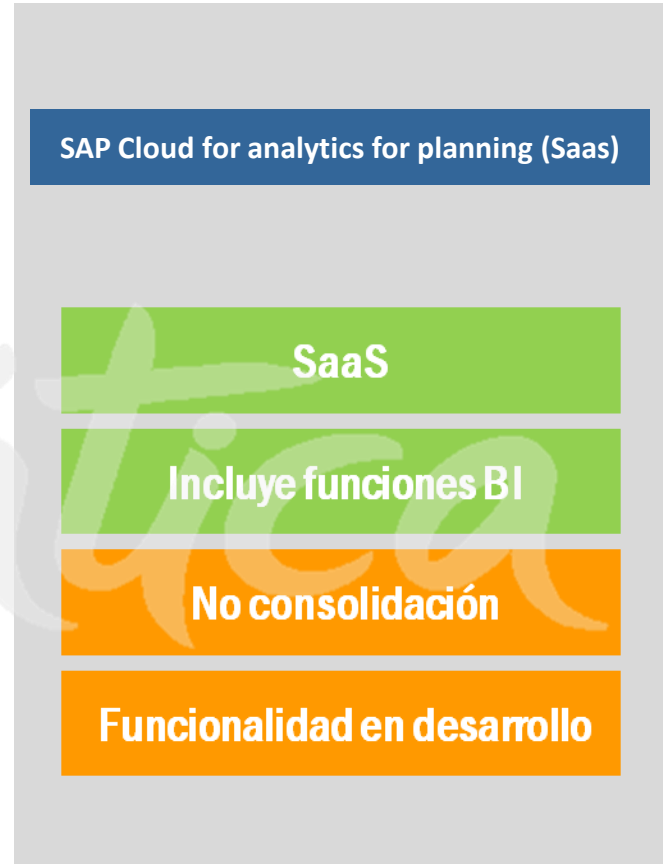 SAP Cloud for analytics for planning (Saas)
SaaS
Incluye funciones BI
No consolidación
Funcionalidad en desarrollo